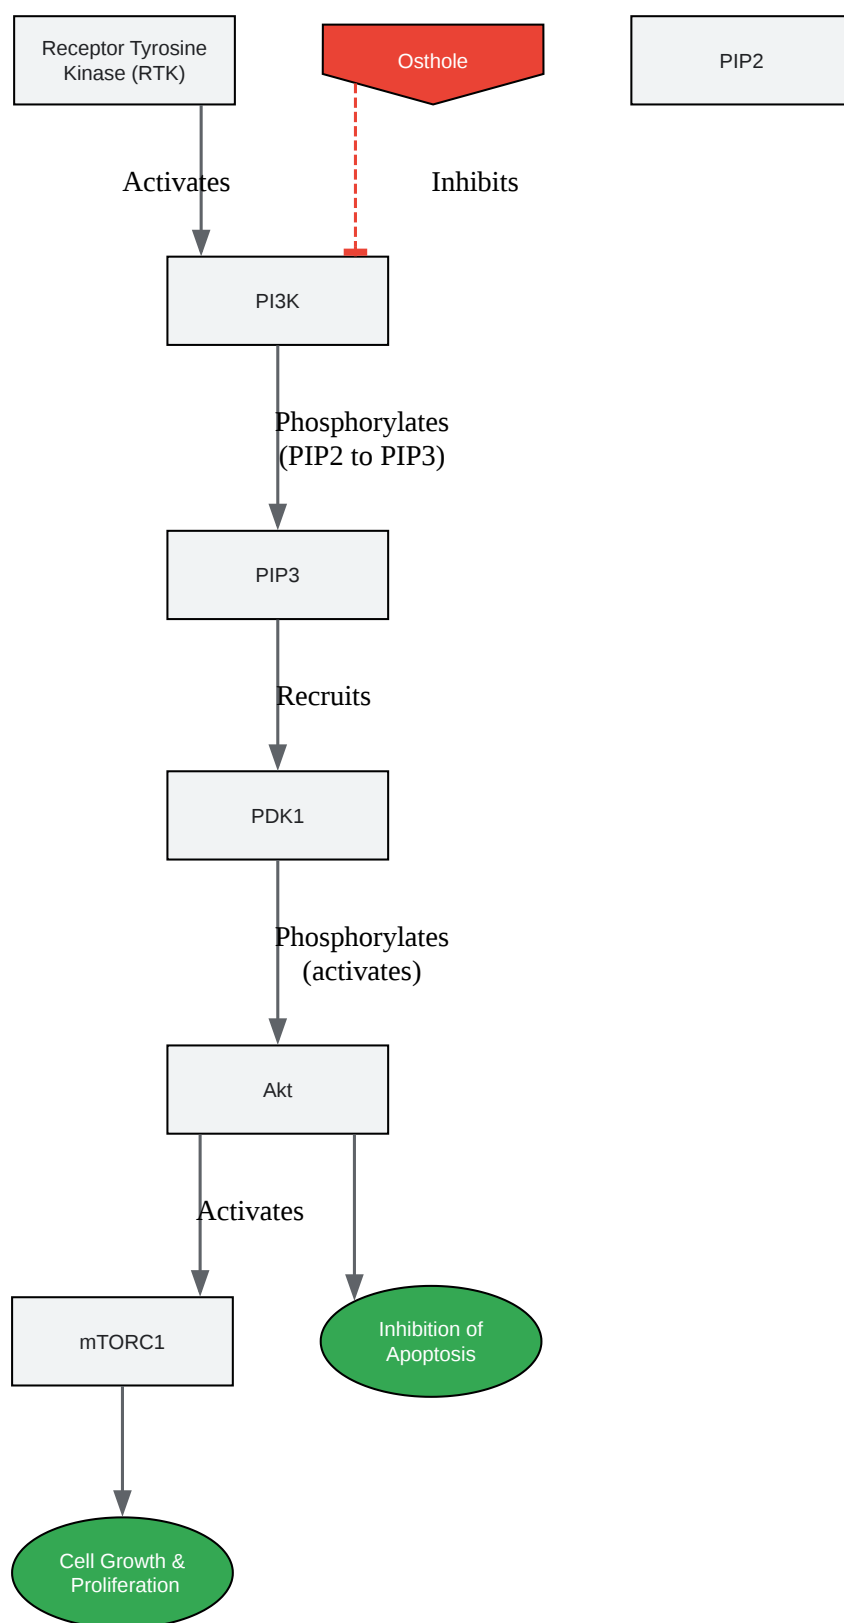 Receptor Tyrosine
Kinase (RTK)
Osthole
PIP2
Activates
Inhibits
PI3K
Phosphorylates
(PIP2 to PIP3)
PIP3
Recruits
PDK1
Phosphorylates
(activates)
Akt
Activates
mTORC1
Inhibition of
Apoptosis
Cell Growth &
Proliferation